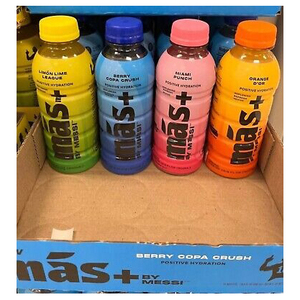 LIMÓN LIME
LEAGUE
POSITIVE HYDRATION
más+
BY MESSI
BERRY
COPA CRUSH
POSITIVE HYDRATION
más+
BY MESSI
MIAMI
PUNCH
POSITIVE HYDRATION
más+
BY MESSI
ORANGE
D'OR
POSITIVE HYDRATION
más+
BY MESSI
BERRY COPA CRUSH
POSITIVE HYDRATION
más+ BY
MESSI